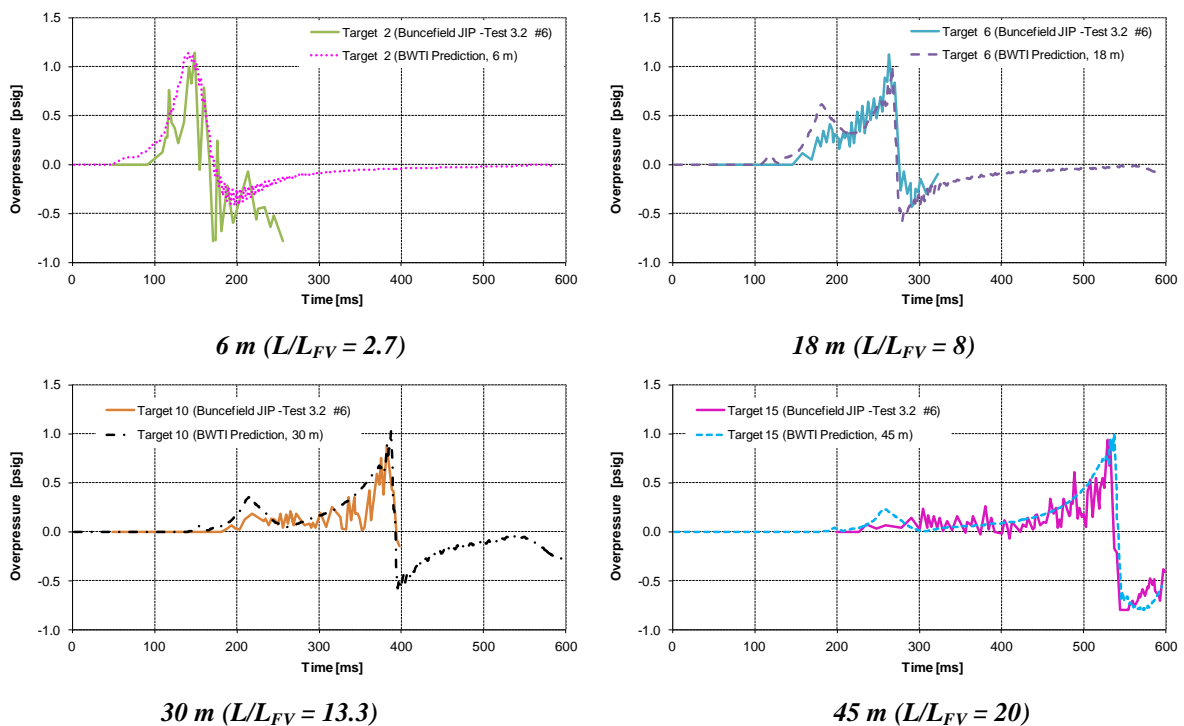 Target 2 (Buncefield JIP -Test 3.2 #6)
Target 2 (BWTI Prediction, 6 m)
Overpressure [psig]
1.5
1.0
0.5
0.0
-0.5
-1.0
0 100 200 300 400 500 600
Time [ms]
6 m (L/LFV = 2.7)
Target 6 (Buncefield JIP -Test 3.2 #6)
Target 6 (BWTI Prediction, 18 m)
Overpressure [psig]
1.5
1.0
0.5
0.0
-0.5
-1.0
0 100 200 300 400 500 600
Time [ms]
18 m (L/LFV = 8)
Target 10 (Buncefield JIP -Test 3.2 #6)
Target 10 (BWTI Prediction, 30 m)
Overpressure [psig]
1.5
1.0
0.5
0.0
-0.5
-1.0
0 100 200 300 400 500 600
Time [ms]
30 m (L/LFV = 13.3)
Target 15 (Buncefield JIP -Test 3.2 #6)
Target 15 (BWTI Prediction, 45 m)
Overpressure [psig]
1.5
1.0
0.5
0.0
-0.5
-1.0
0 100 200 300 400 500 600
Time [ms]
45 m (L/LFV = 20)